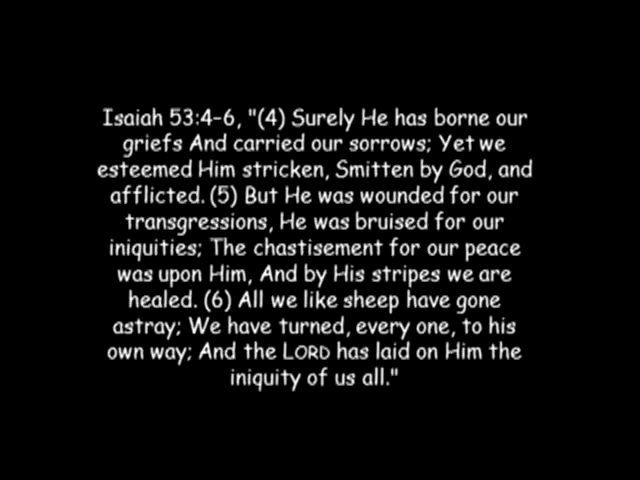 Isaiah 53:4-6, "(4) Surely He has borne our
griefs And carried our sorrows; Yet we
esteemed Him stricken, Smitten by God, and
afflicted. (5) But He was wounded for our
transgressions, He was bruised for our
iniquities; The chastisement for our peace
was upon Him, And by His stripes we are
healed. (6) All we like sheep have gone
astray; We have turned, every one, to his
own way; And the LORD has laid on Him the
iniquity of us all."